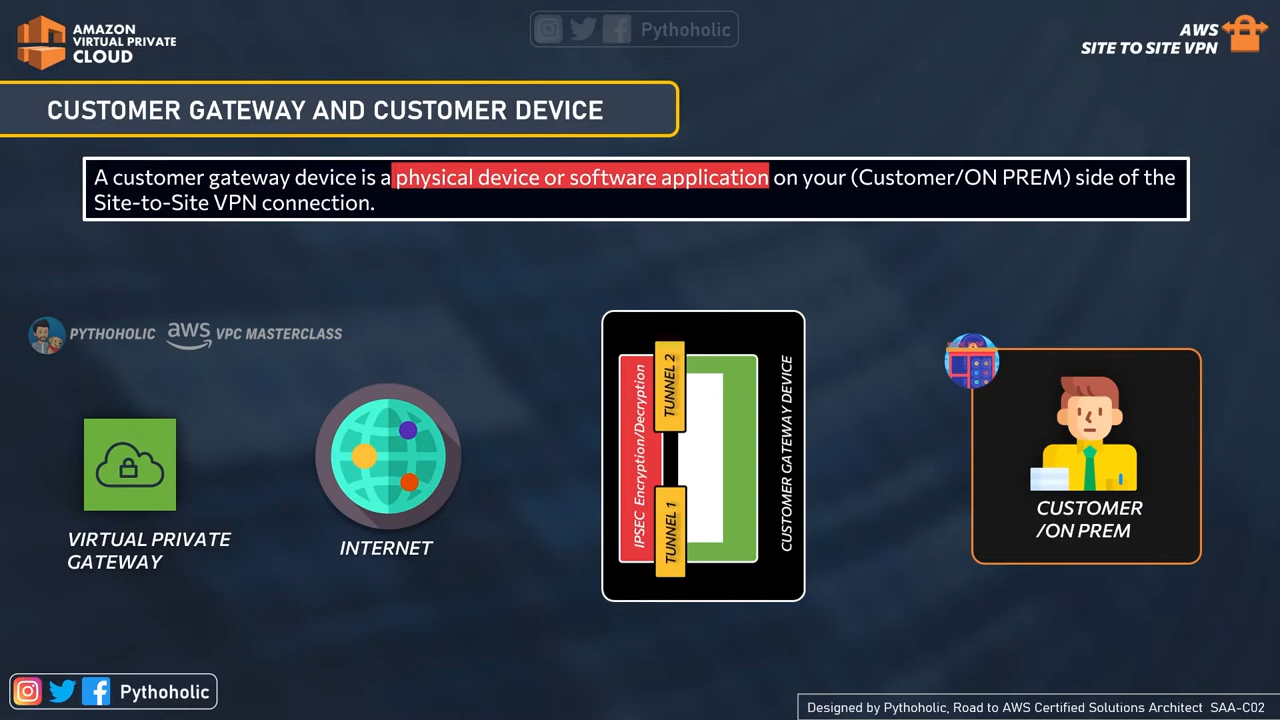 AMAZON
VIRTUAL PRIVATE
CLOUD
Pythoholic
AWS
SITE TO SITE VPN
CUSTOMER GATEWAY AND CUSTOMER DEVICE
A customer gateway device is a physical device or software application on your (Customer/ON PREM) side of the
Site-to-Site VPN connection.
PYTHOHOLIC aws VPC MASTERCLASS
VIRTUAL PRIVATE
GATEWAY
INTERNET
IPSEC Encryption/Decryption
TUNNEL 2
TUNNEL 1
CUSTOMER GATEWAY DEVICE
CUSTOMER
/ON PREM
Pythoholic
Designed by Pythoholic, Road to AWS Certified Solutions Architect SAA-C02